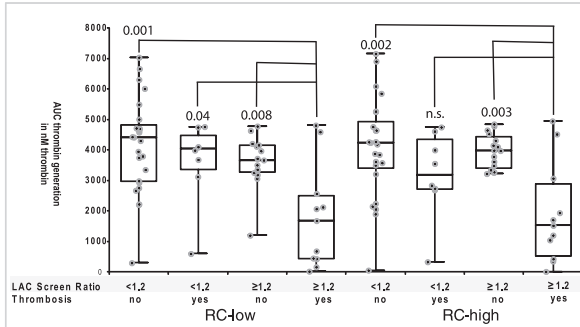 AUC thrombin generation
in nM thrombin
8000
7000
6000
5000
4000
3000
2000
1000
0
0.001
0.04
0.008
0.002
n.s.
0.003
LAC Screen Ratio <1.2 <1.2 ≥1.2 ≥1.2 <1.2 <1.2 ≥1.2 ≥1.2
Thrombosis no yes no yes no yes no yes
RC-low RC-high